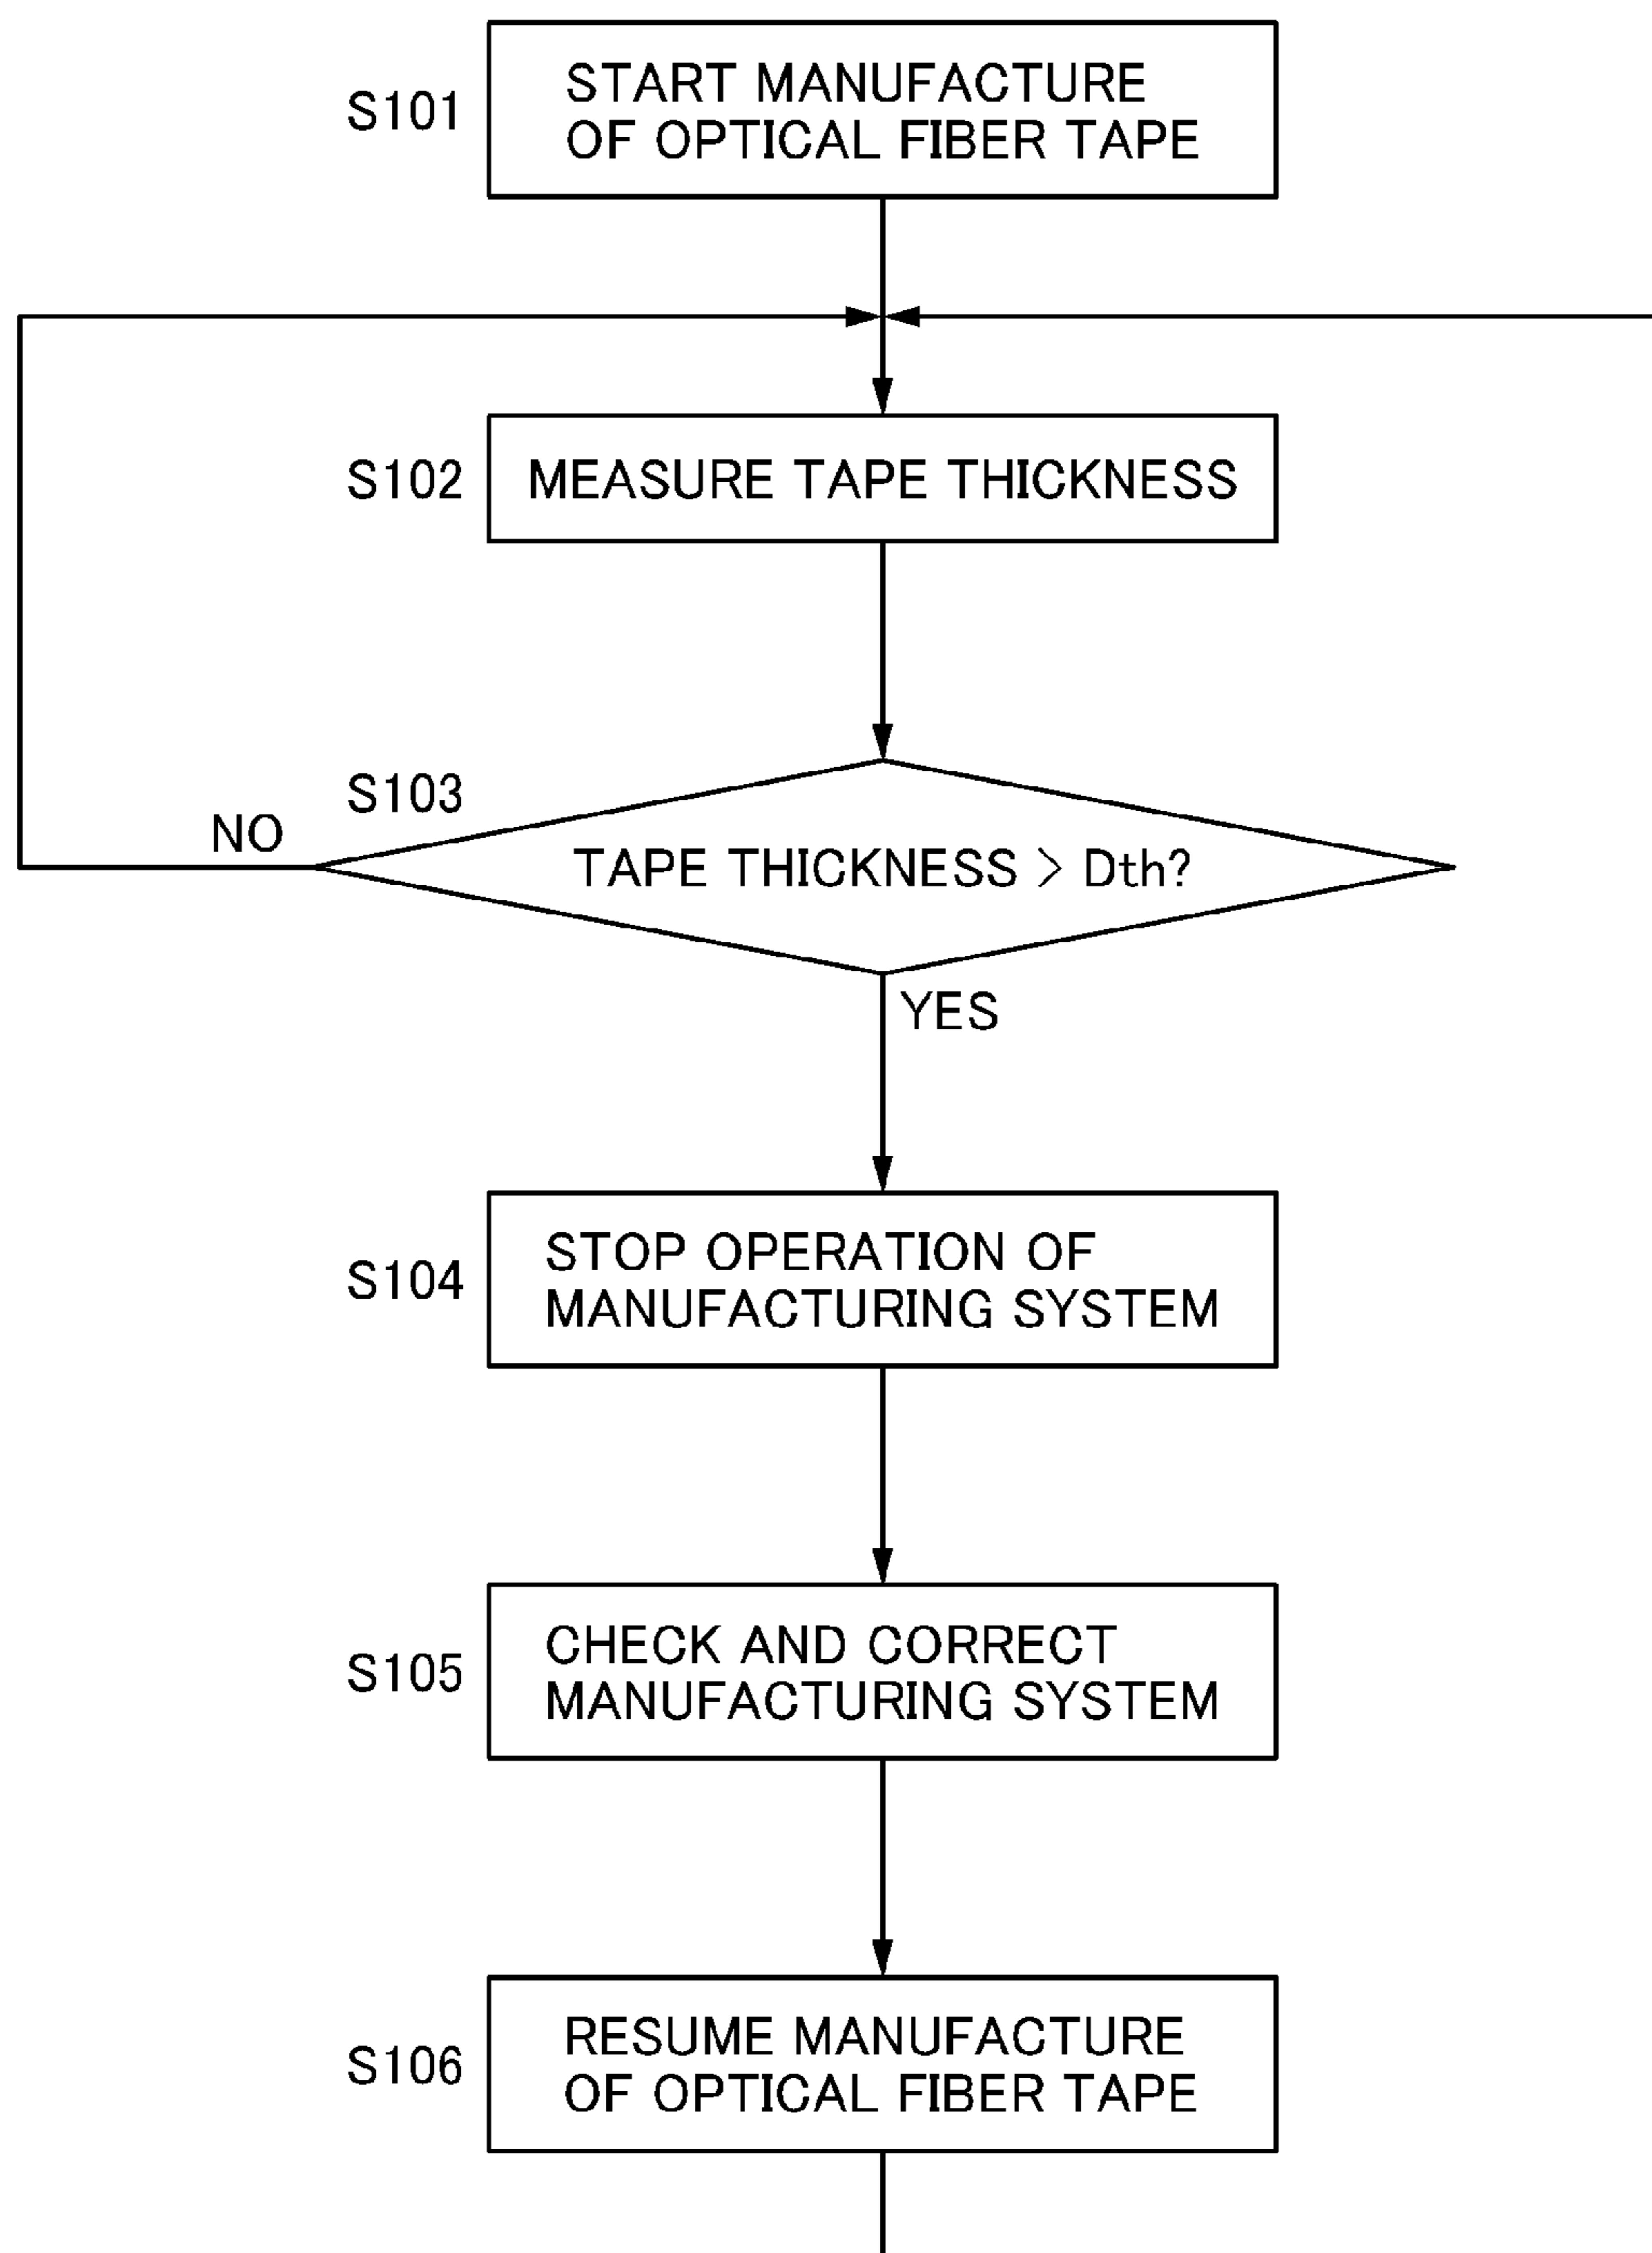 S101
START MANUFACTURE
OF OPTICAL FIBER TAPE
S102
MEASURE TAPE THICKNESS
S103
NO
TAPE THICKNESS > Dth?
YES
S104
STOP OPERATION OF
MANUFACTURING SYSTEM
S105
CHECK AND CORRECT
MANUFACTURING SYSTEM
S106
RESUME MANUFACTURE
OF OPTICAL FIBER TAPE